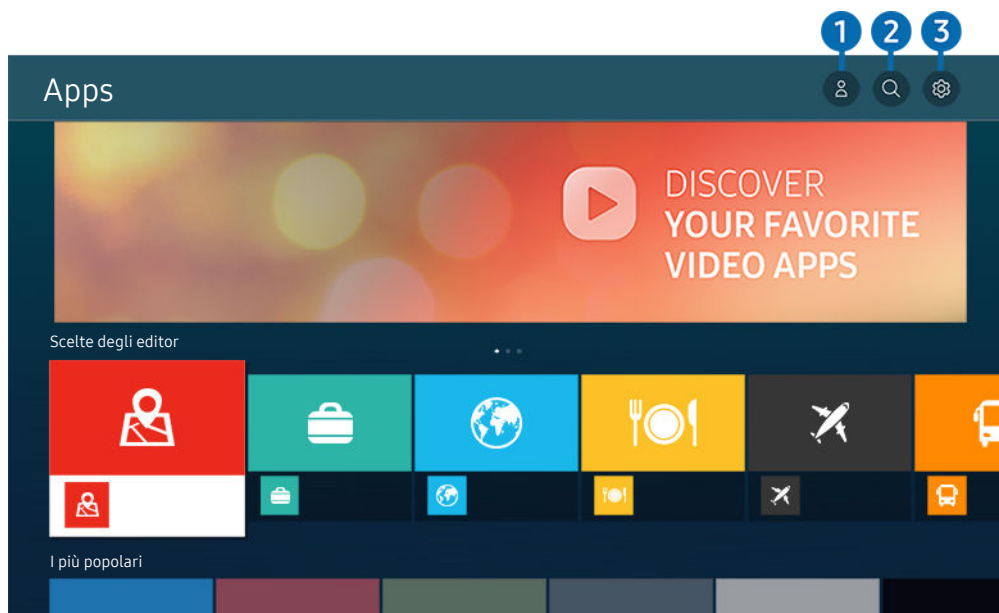 1 2 3
Apps
DISCOVER
YOUR FAVORITE
VIDEO APPS
Scelte degli editor
I più popolari